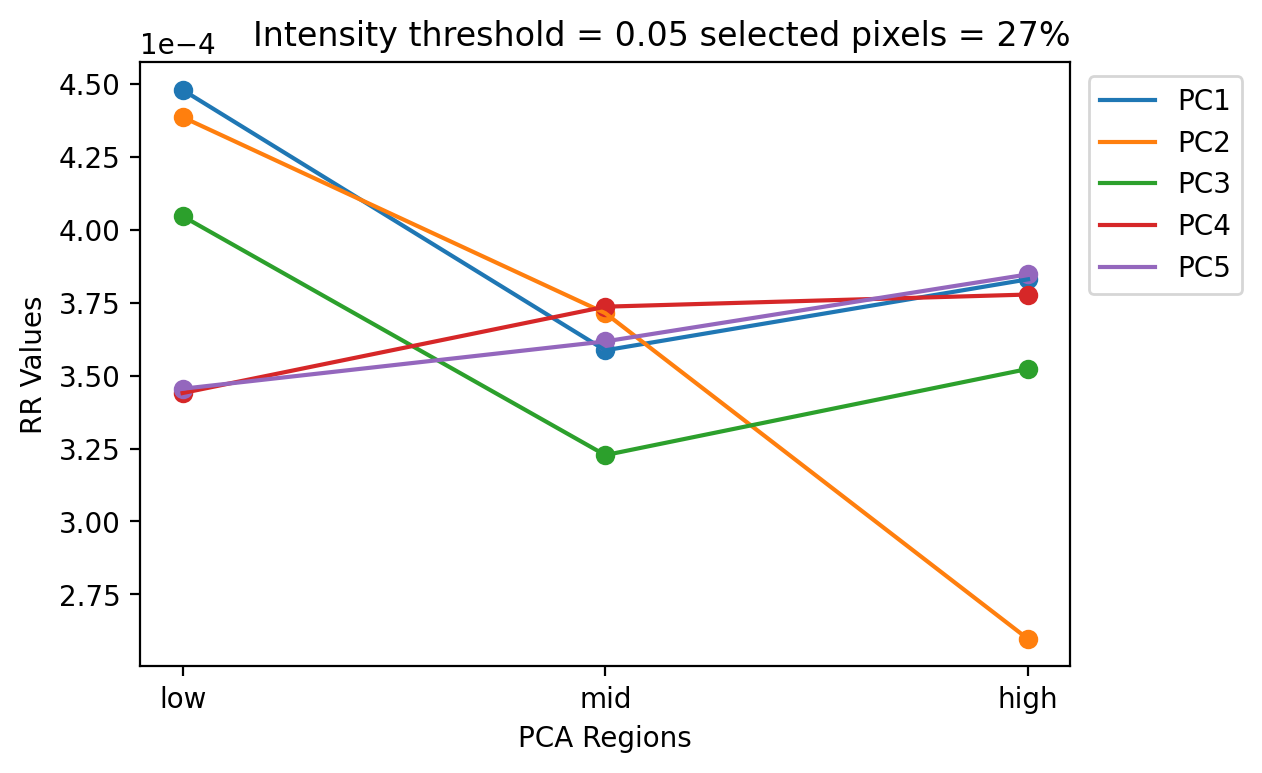 Intensity threshold = 0.05 selected pixels = 27%
1e−4
4.50
4.25
4.00
3.75
3.50
3.25
3.00
2.75
RR Values
low
mid
high
PCA Regions
PC1
PC2
PC3
PC4
PC5